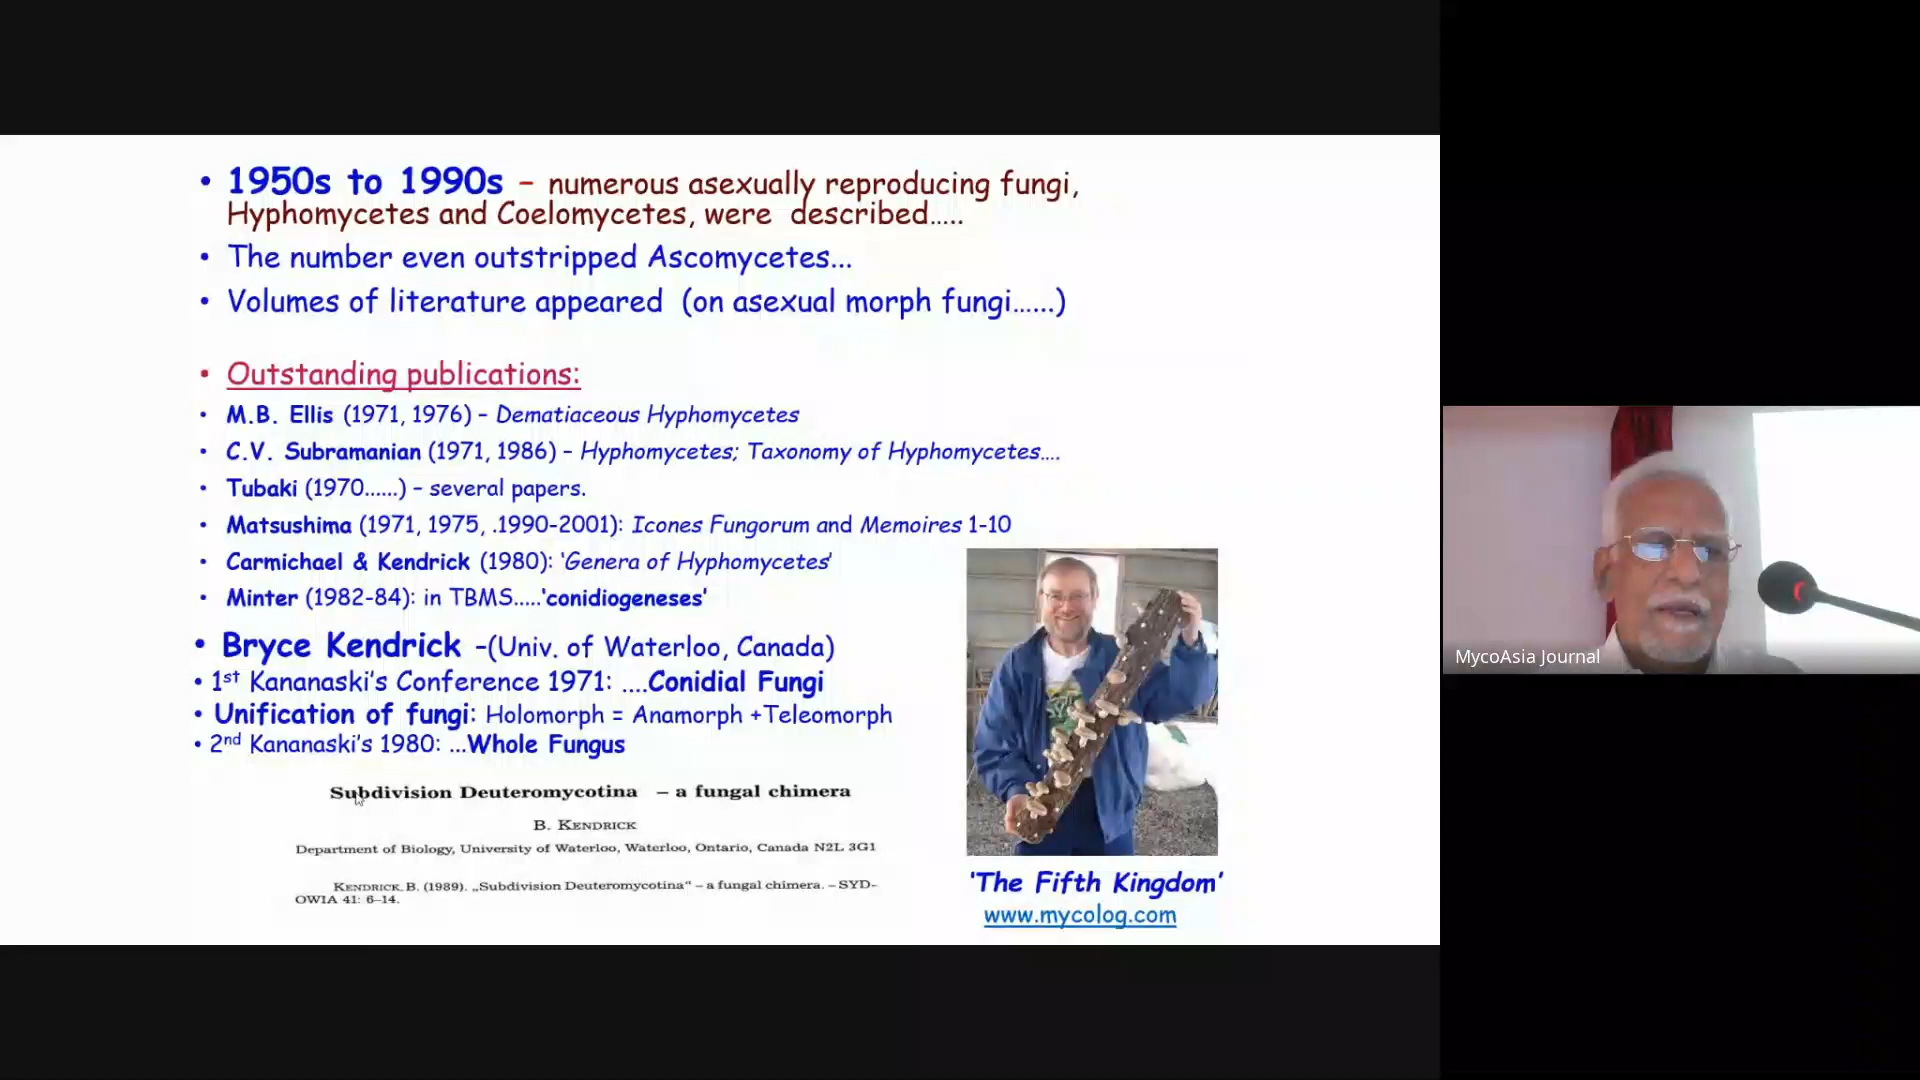 • 1950s to 1990s – numerous asexually reproducing fungi,
Hyphomycetes and Coelomycetes, were described.....
• The number even outstripped Ascomycetes...
• Volumes of literature appeared (on asexual morph fungi......)
• Outstanding publications:
• M.B. Ellis (1971, 1976) – Dematiaceous Hyphomycetes
• C.V. Subramanian (1971, 1986) – Hyphomycetes; Taxonomy of Hyphomycetes....
• Tubaki (1970......) – several papers.
• Matsushima (1971, 1975, .1990-2001): Icones Fungorum and Memoires 1-10
• Carmichael & Kendrick (1980): 'Genera of Hyphomycetes'
• Minter (1982-84): in TBMS.....'conidiogeneses'
• Bryce Kendrick -(Univ. of Waterloo, Canada)
• 1st Kananaski's Conference 1971: ....Conidial Fungi
• Unification of fungi: Holomorph = Anamorph +Teleomorph
• 2nd Kananaski's 1980: ...Whole Fungus
Subdivision Deuteromycotina – a fungal chimera
B. KENDRICK
Department of Biology, University of Waterloo, Waterloo, Ontario, Canada N2L 3G1
KENDRICK, B. (1989). „Subdivision Deuteromycotina“ – a fungal chimera. – SYD-
OWIA 41: 6–14.
'The Fifth Kingdom'
www.mycolog.com
MycoAsia Journal